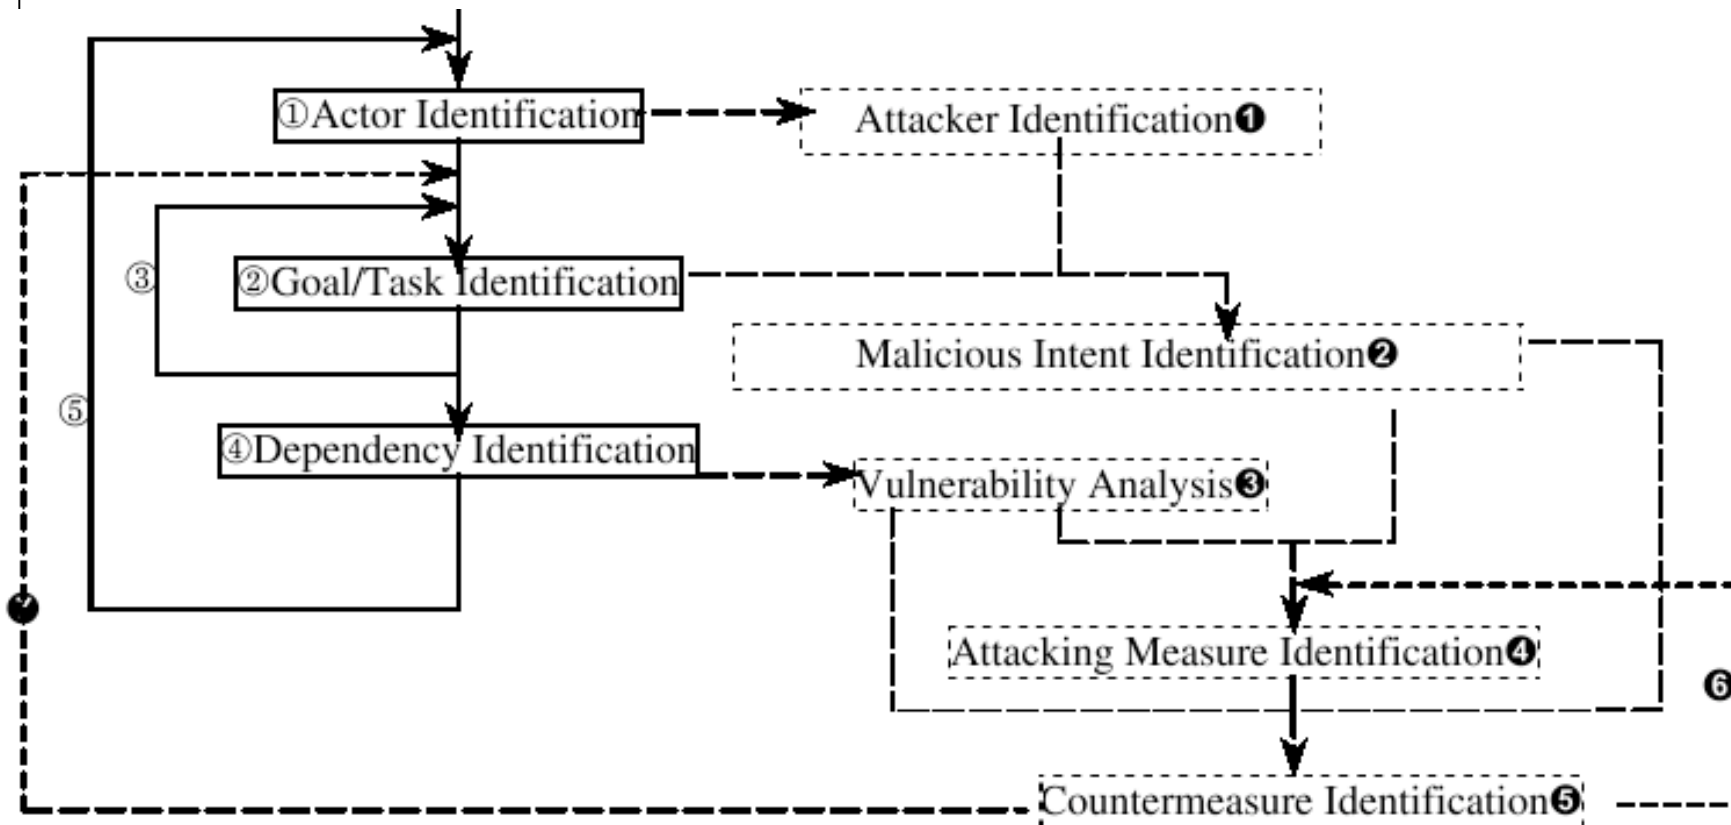 ①Actor Identification
Attacker Identification❶
③
②Goal/Task Identification
Malicious Intent Identification❷
⑤
④Dependency Identification
Vulnerability Analysis❸
Attacking Measure Identification❹
❻
Countermeasure Identification❺